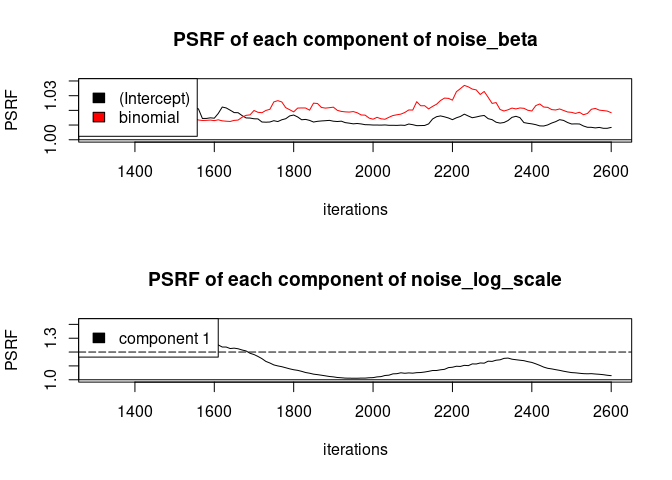 PSRF of each component of noise_beta
PSRF
1.03
1.00
(Intercept)
binomial
1400 1600 1800 2000 2200 2400 2600
iterations
PSRF of each component of noise_log_scale
PSRF
1.3
1.0
component 1
1400 1600 1800 2000 2200 2400 2600
iterations